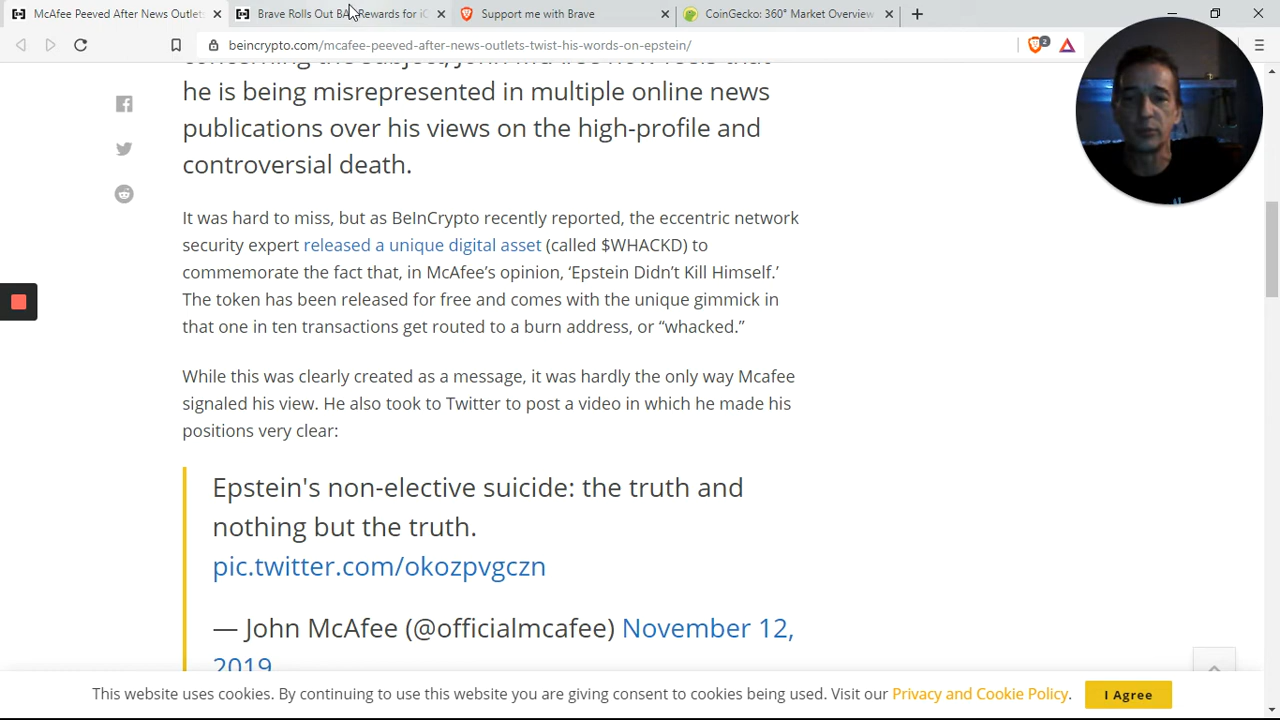 McAfee Peeved After News Outlets
Brave Rolls Out BA
Rewards for iO
Support me with Brave
CoinGecko: 360° Market Overview
beincrypto.com/mcafee-peeved-after-news-outlets-twist-his-words-on-epstein/
2
he is being misrepresented in multiple online news
publications over his views on the high-profile and
controversial death.
It was hard to miss, but as BeInCrypto recently reported, the eccentric network
security expert released a unique digital asset (called $WHACKD) to
commemorate the fact that, in McAfee’s opinion, ‘Epstein Didn’t Kill Himself.’
The token has been released for free and comes with the unique gimmick in
that one in ten transactions get routed to a burn address, or “whacked.”
While this was clearly created as a message, it was hardly the only way Mcafee
signaled his view. He also took to Twitter to post a video in which he made his
positions very clear:
Epstein's non-elective suicide: the truth and
nothing but the truth.
pic.twitter.com/okozpvgczn
— John McAfee (@officialmcafee) November 12,
2019
This website uses cookies. By continuing to use this website you are giving consent to cookies being used. Visit our Privacy and Cookie Policy.
I Agree